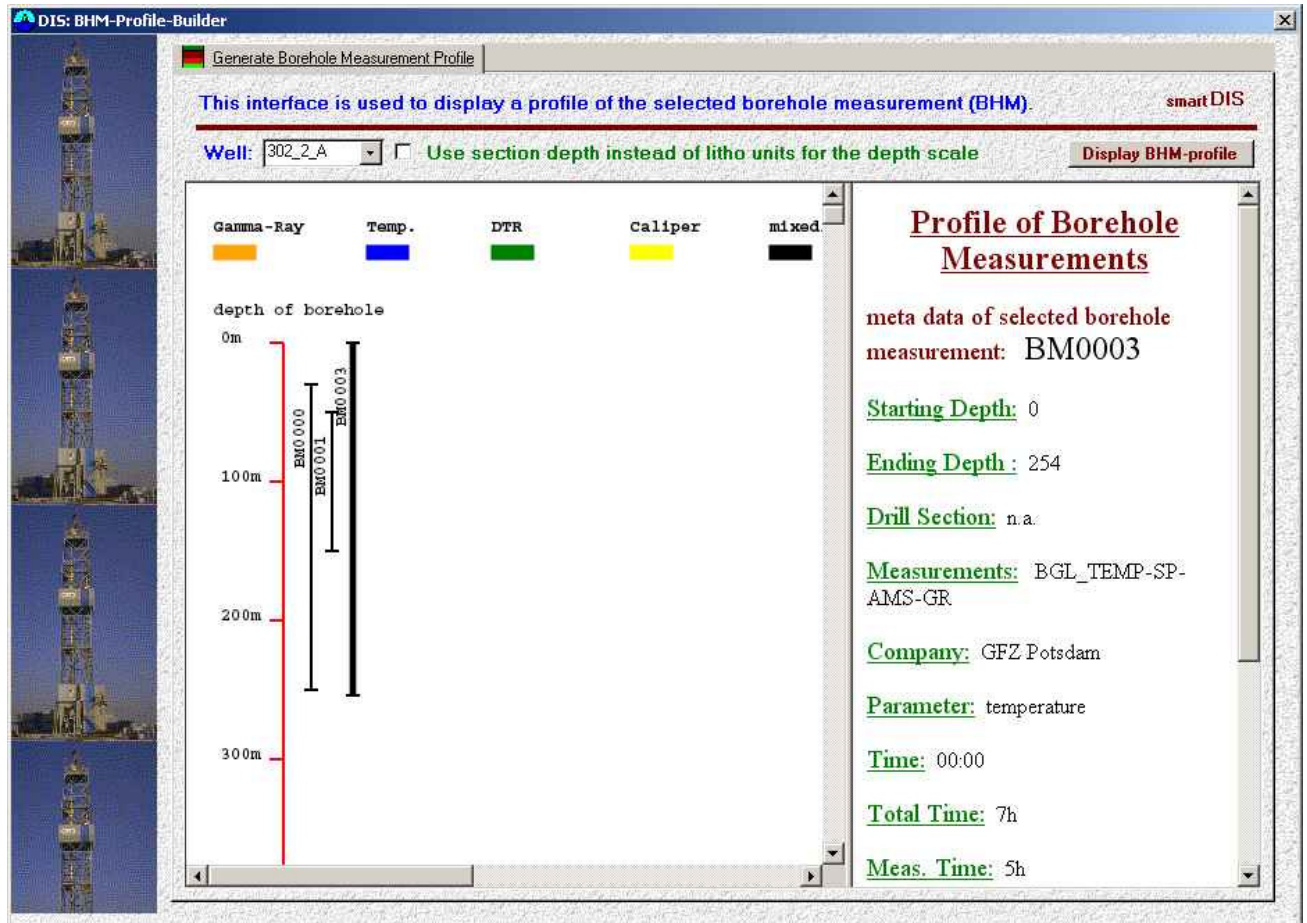 DIS: BHM-Profile-Builder
Generate Borehole Measurement Profile
This interface is used to display a profile of the selected borehole measurement (BHM).
smartDIS
Well: 302_2_A
Use section depth instead of litho units for the depth scale
Display BHM-profile
Gamma-Ray Temp. DTR Caliper mixed.
depth of borehole
0m
100m
200m
300m
BM0000
BM0001
BM0003
Profile of Borehole
Measurements
meta data of selected borehole
measurement: BM0003
Starting Depth: 0
Ending Depth : 254
Drill Section: n.a.
Measurements: BGL_TEMP-SP-
AMS-GR
Company: GFZ Potsdam
Parameter: temperature
Time: 00:00
Total Time: 7h
Meas. Time: 5h